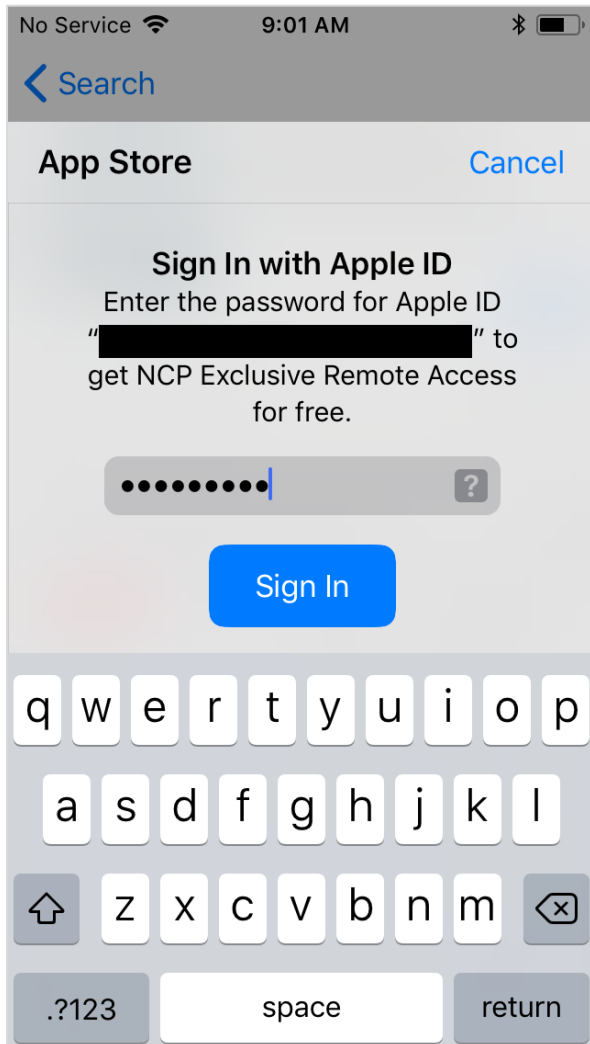 No Service 9:01 AM
Search
App Store Cancel
Sign In with Apple ID
Enter the password for Apple ID
“ ” to
get NCP Exclusive Remote Access
for free.
?
Sign In
q w e r t y u i o p
a s d f g h j k l
z x c v b n m
.?123 space return